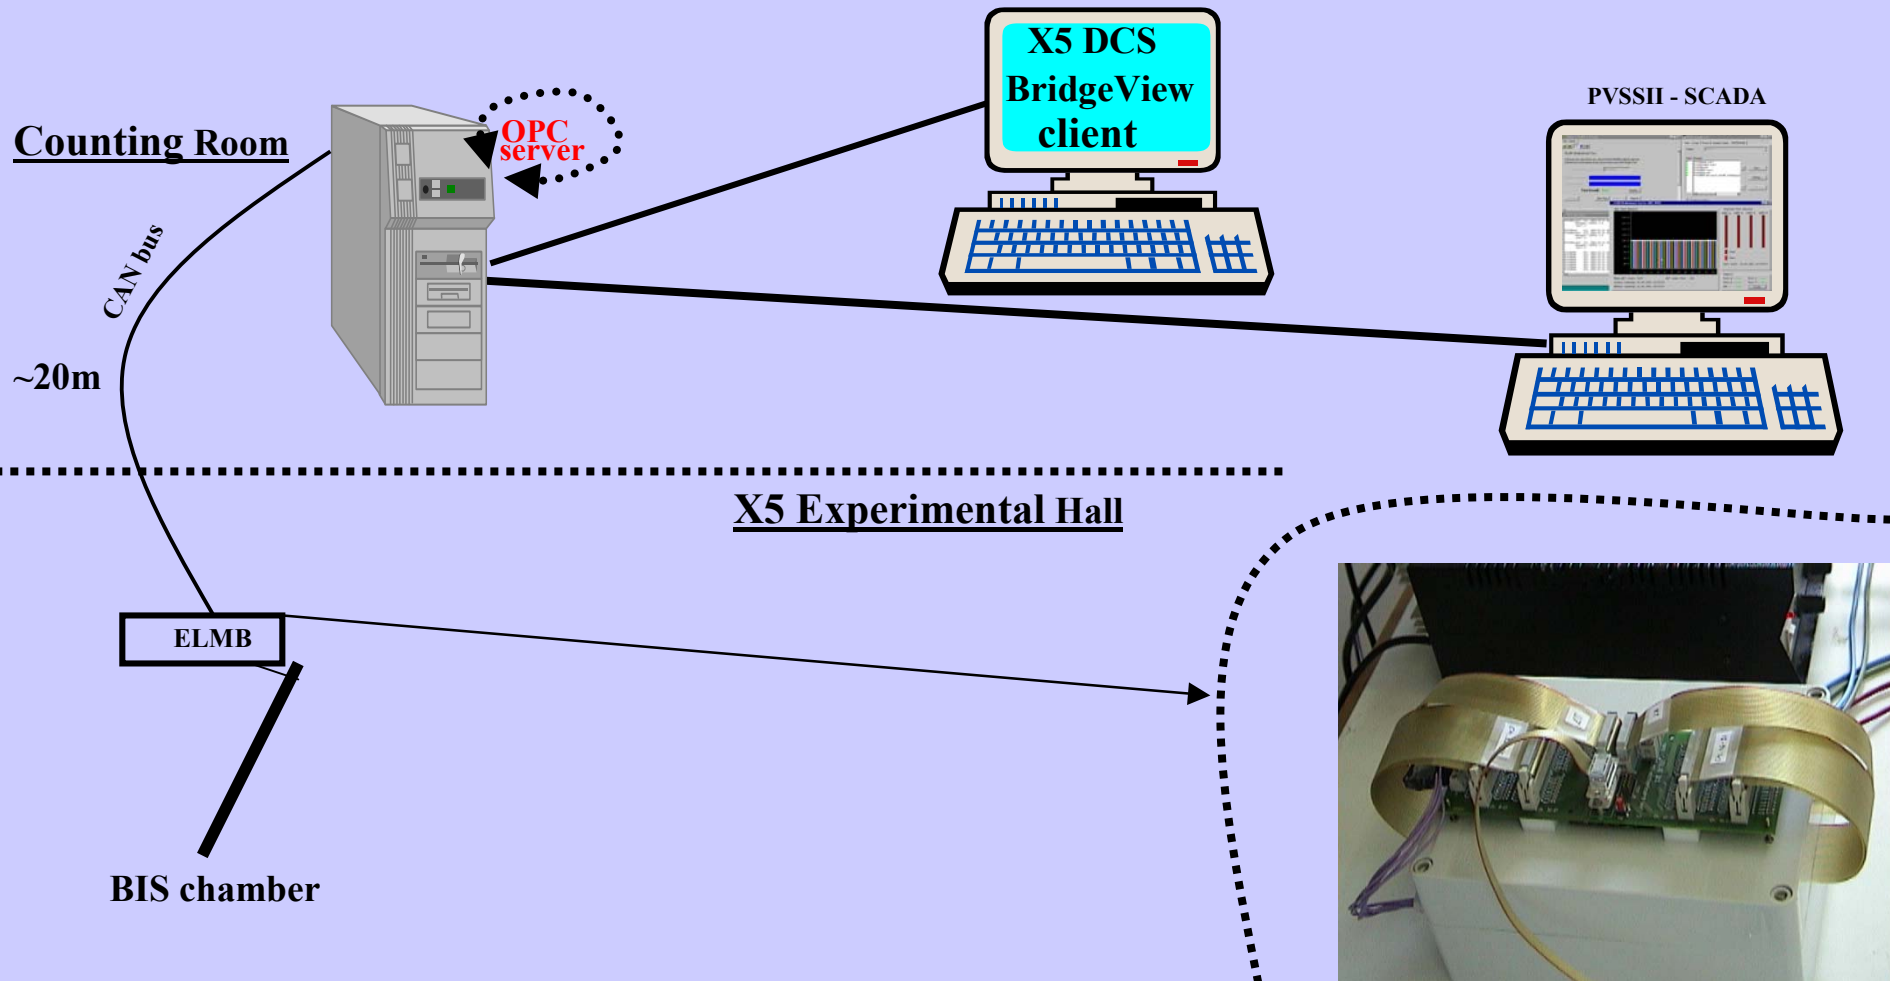 X5 DCS
BridgeView
client
PVSSII - SCADA
Counting Room
OPC
server
CAN bus
~20m
X5 Experimental Hall
ELMB
BIS chamber